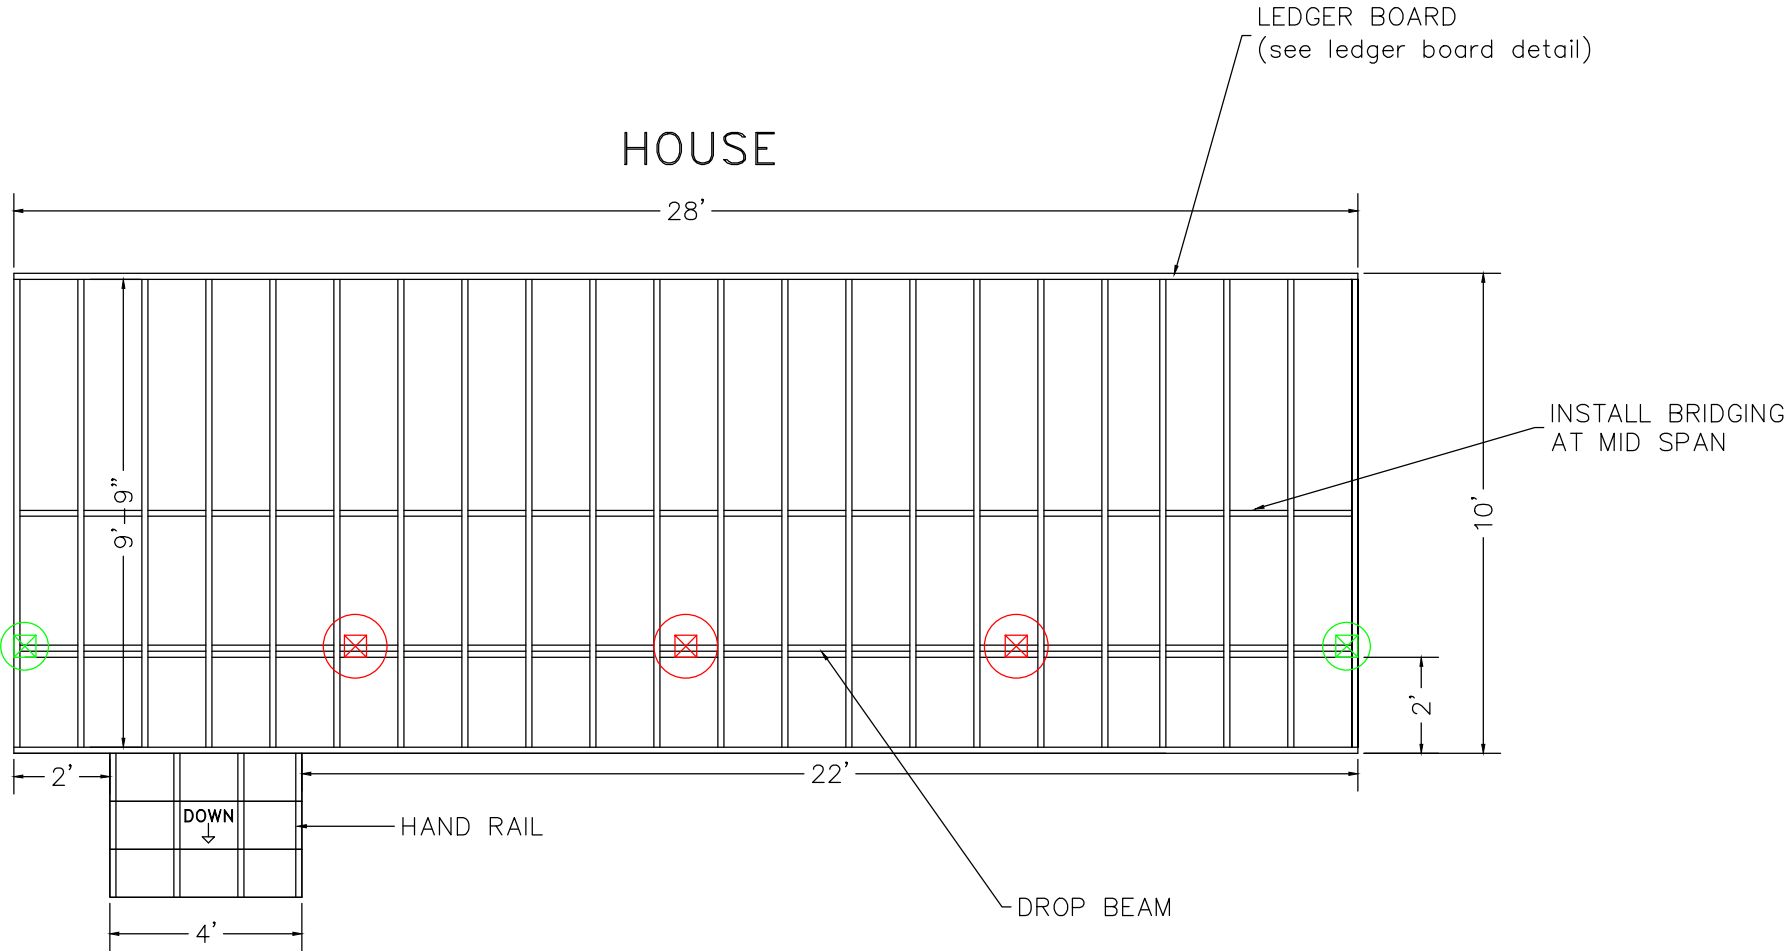 LEDGER BOARD
(see ledger board detail)
HOUSE
28'
INSTALL BRIDGING
AT MID SPAN
9'-9"
10'
2'
2'
22'
DOWN
HAND RAIL
DROP BEAM
4'